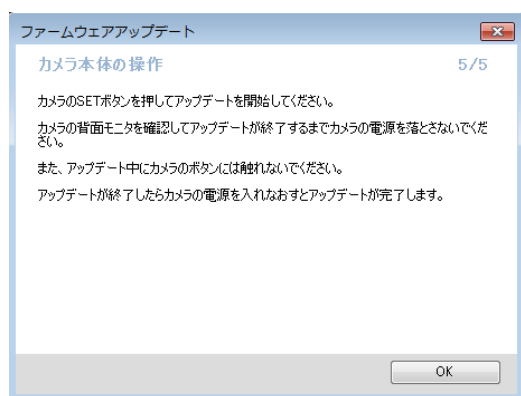 ファームウェアアップデート
カメラ本体の操作 5/5
カメラのSETボタンを押してアップデートを開始してください。
カメラの背面モニタを確認してアップデートが終了するまでカメラの電源を落とさないでくだ
さい。
また、アップデート中にカメラのボタンには触れないでください。
アップデートが終了したらカメラの電源を入れなおすとアップデートが完了します。
OK